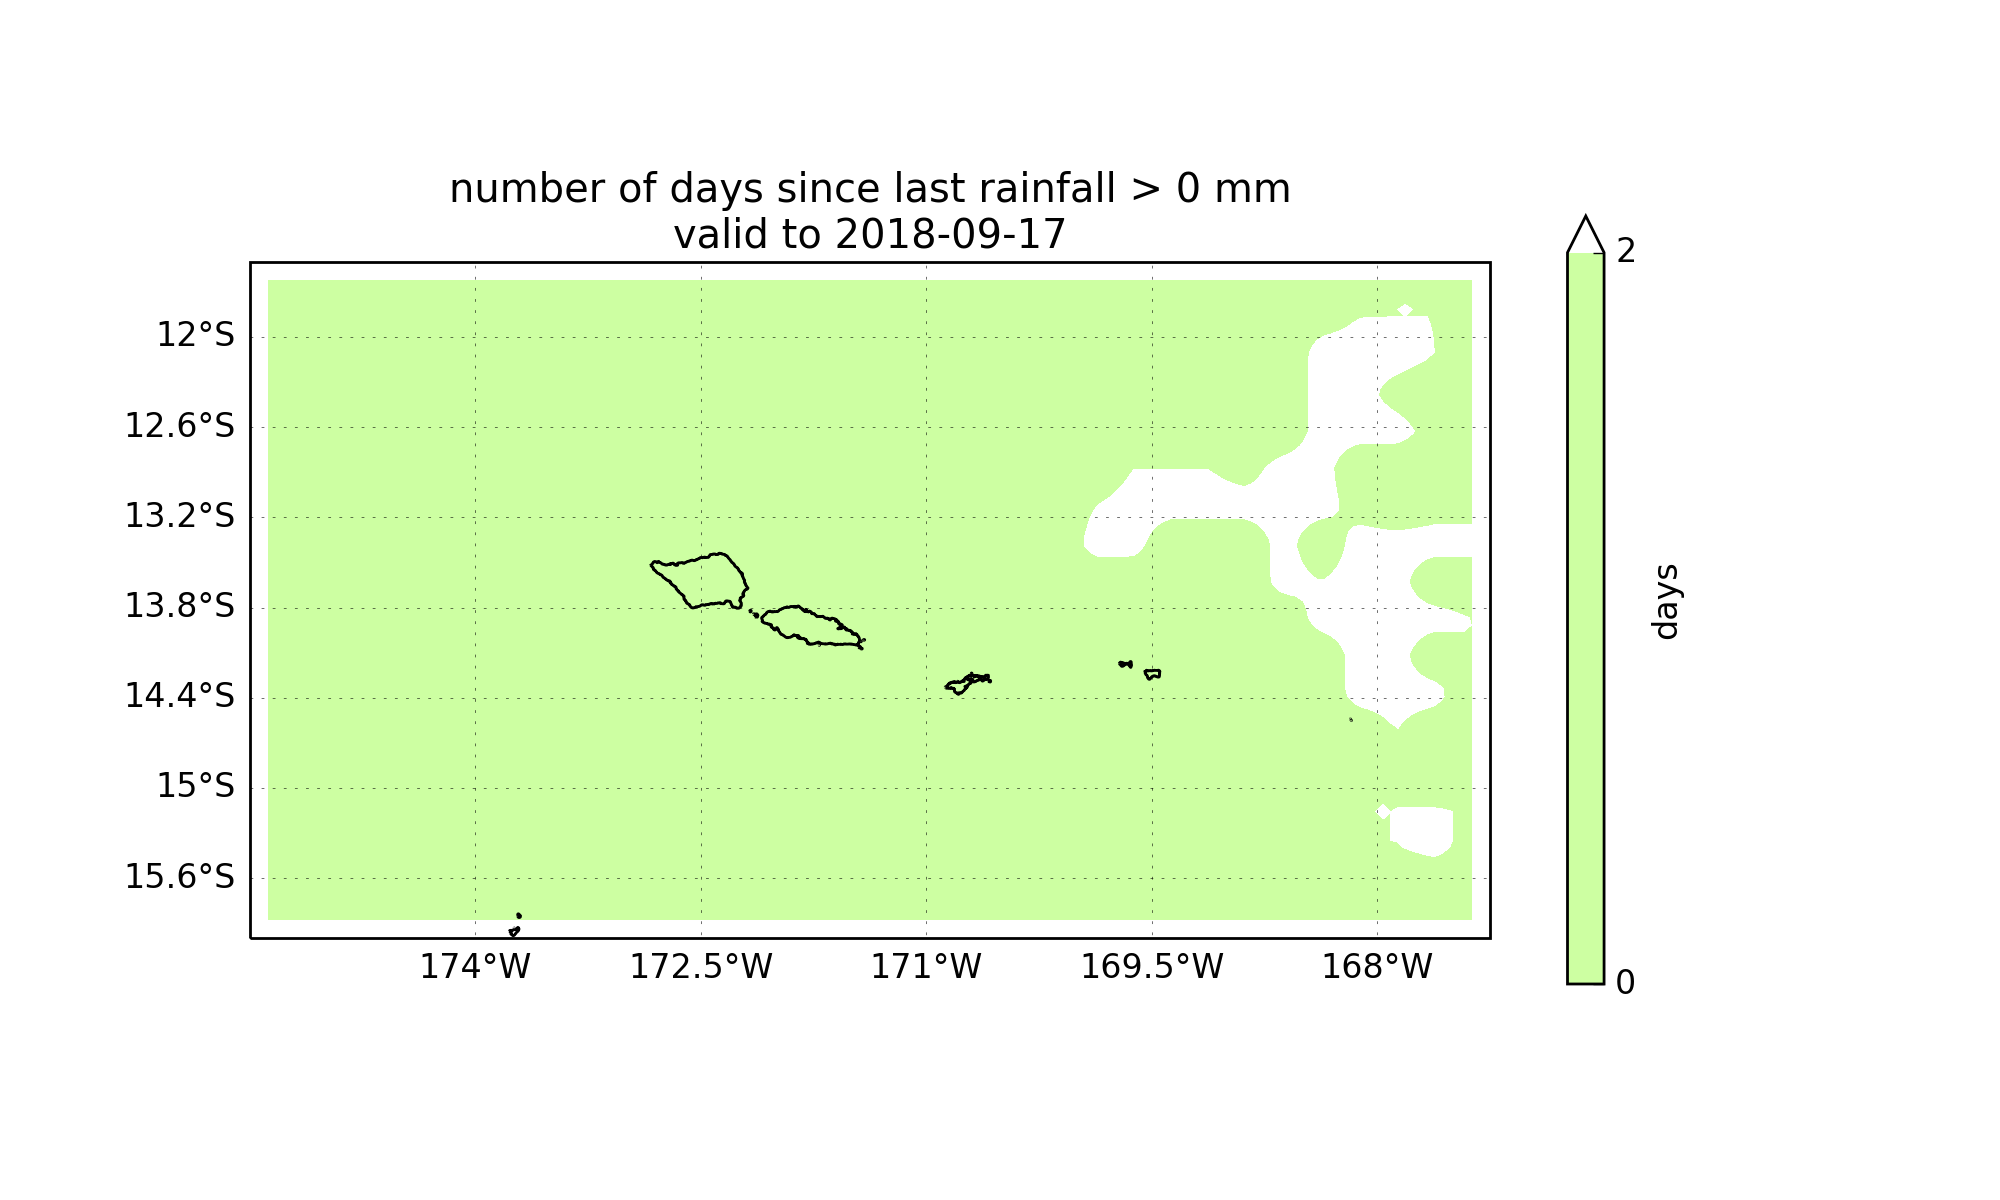 number of days since last rainfall > 0 mm
valid to 2018-09-17
12°S
12.6°S
13.2°S
13.8°S
14.4°S
15°S
15.6°S
174°W 172.5°W 171°W 169.5°W 168°W
2
0
days